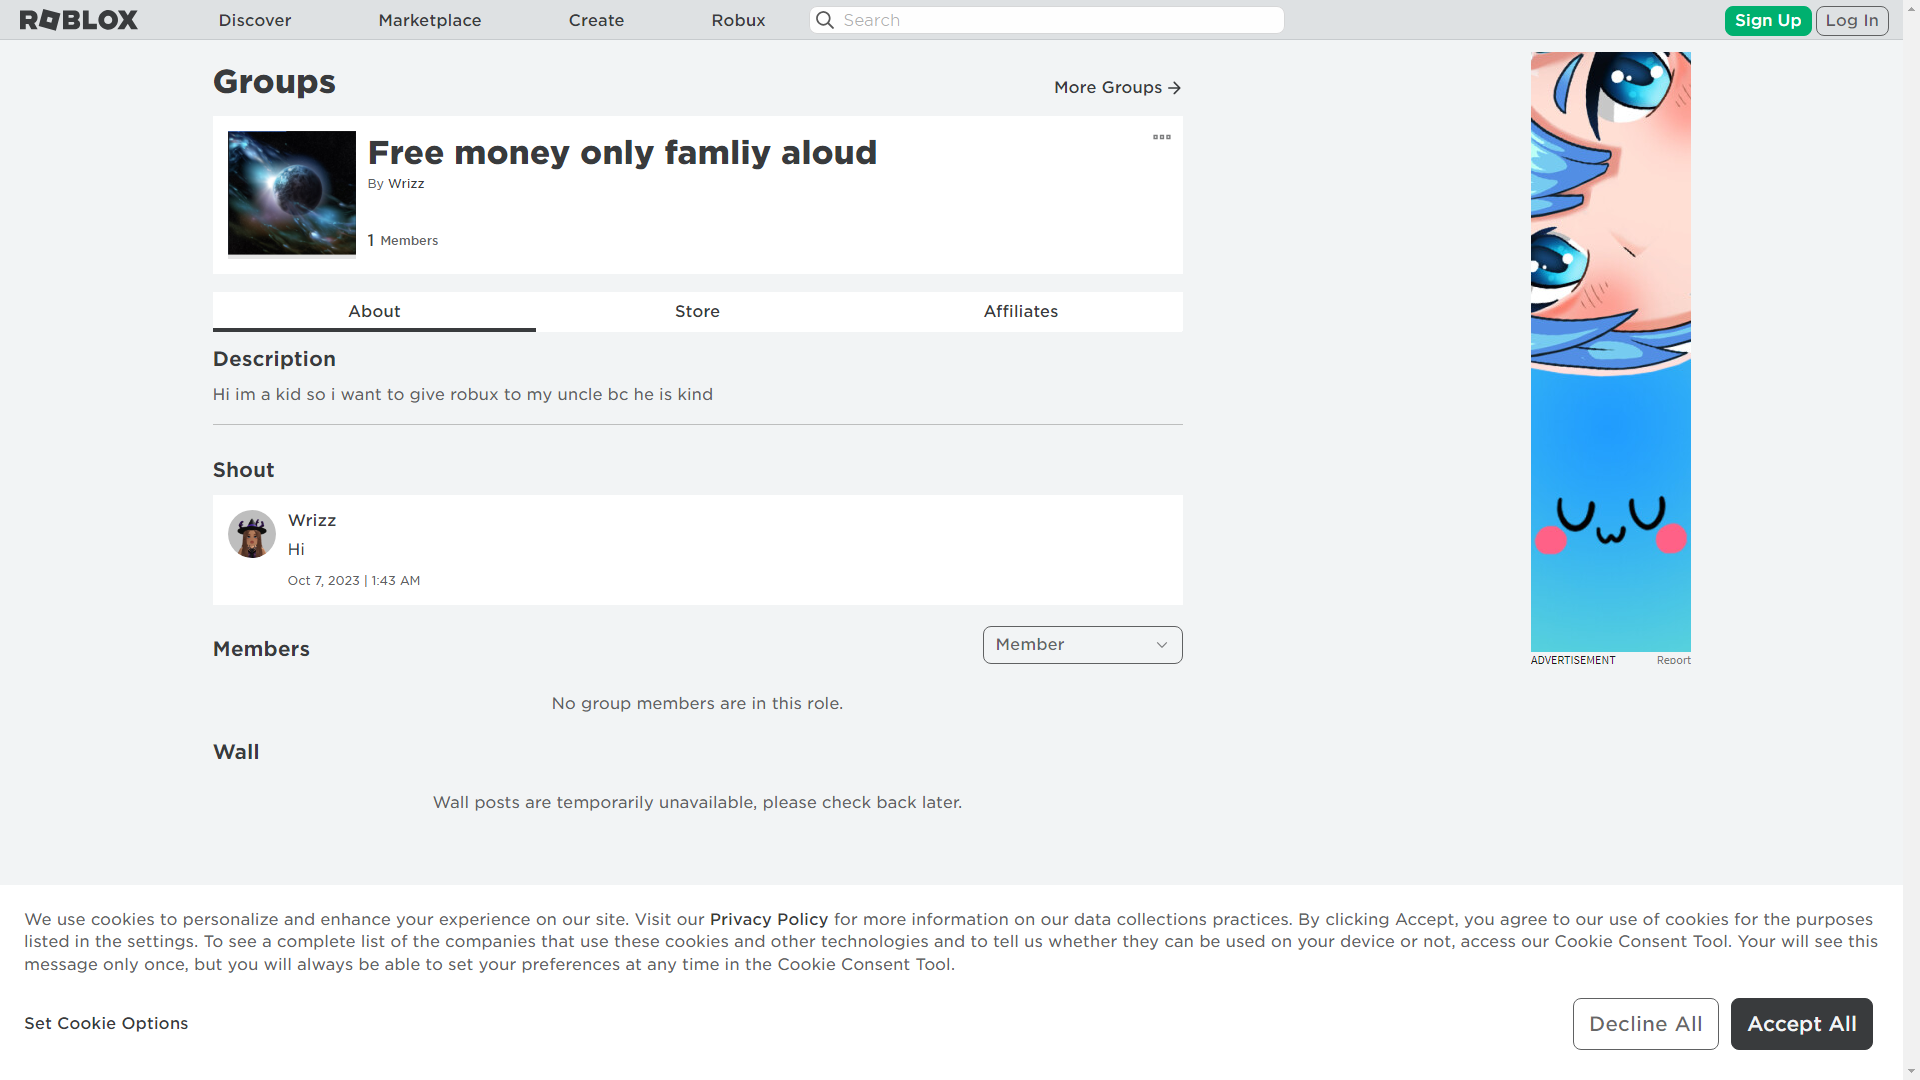 ROBLOX Discover Marketplace Create Robux Search Sign Up Log In
Groups
More Groups
Free money only famliy aloud
By Wrizz
1 Members
About Store Affiliates
Description
Hi im a kid so i want to give robux to my uncle bc he is kind
Shout
Wrizz
Hi
Oct 7, 2023 | 1:43 AM
Members
Member
No group members are in this role.
Wall
Wall posts are temporarily unavailable, please check back later.
ADVERTISEMENT Report
We use cookies to personalize and enhance your experience on our site. Visit our Privacy Policy for more information on our data collections practices. By clicking Accept, you agree to our use of cookies for the purposes
listed in the settings. To see a complete list of the companies that use these cookies and other technologies and to tell us whether they can be used on your device or not, access our Cookie Consent Tool. Your will see this
message only once, but you will always be able to set your preferences at any time in the Cookie Consent Tool.
Set Cookie Options
Decline All
Accept All